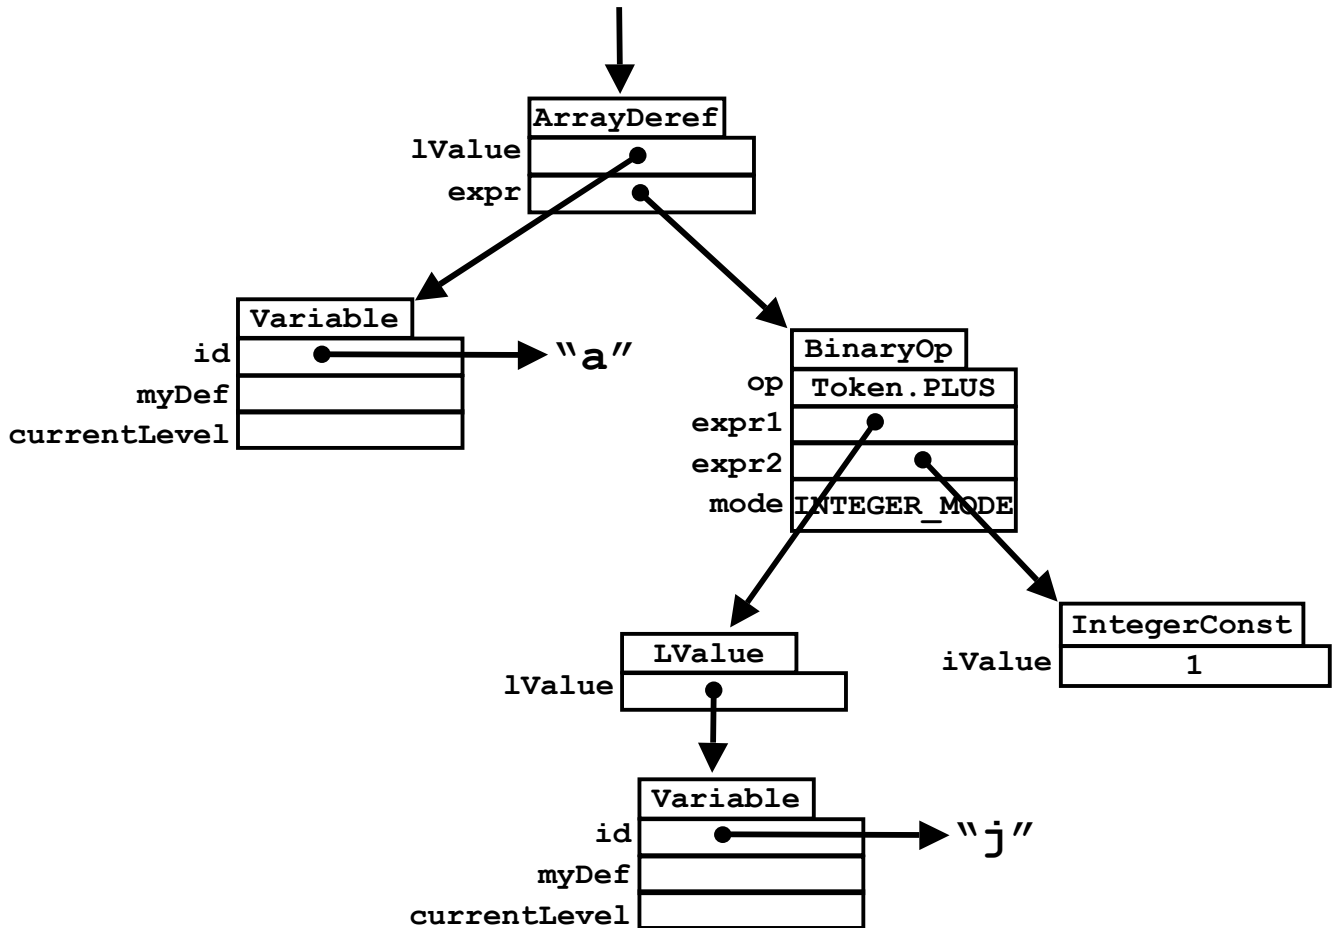 ArrayDeref
lValue
expr
Variable
id “a”
myDef
currentLevel
BinaryOp
op Token.PLUS
expr1
expr2
mode INTEGER_MODE
LValue
lValue
IntegerConst
iValue 1
Variable
id “j”
myDef
currentLevel